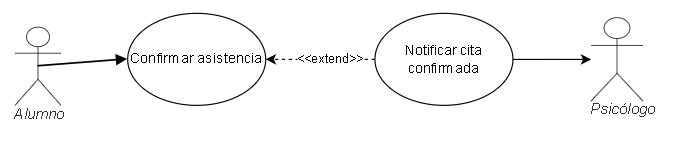 Confirmar asistencia
<<extend>>
Notificar cita
confirmada
Alumno
Psicólogo